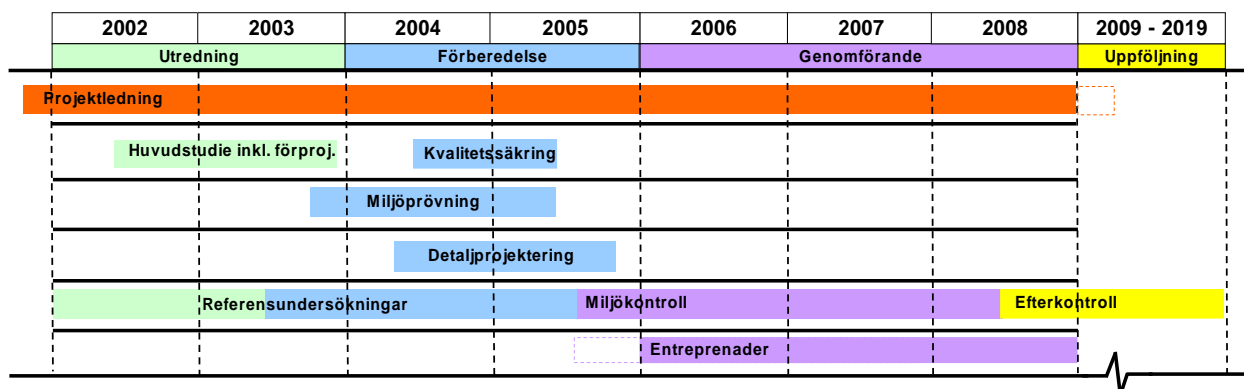 2002 2003 2004 2005 2006 2007 2008 2009 - 2019
Utredning Förberedelse Genomförande Uppföljning
Projektledning
Huvudstudie inkl. förproj. Kvalitetssäkring
Miljöprövning
Detaljprojektering
Referensundersökningar Miljökontroll Efterkontroll
Entreprenader